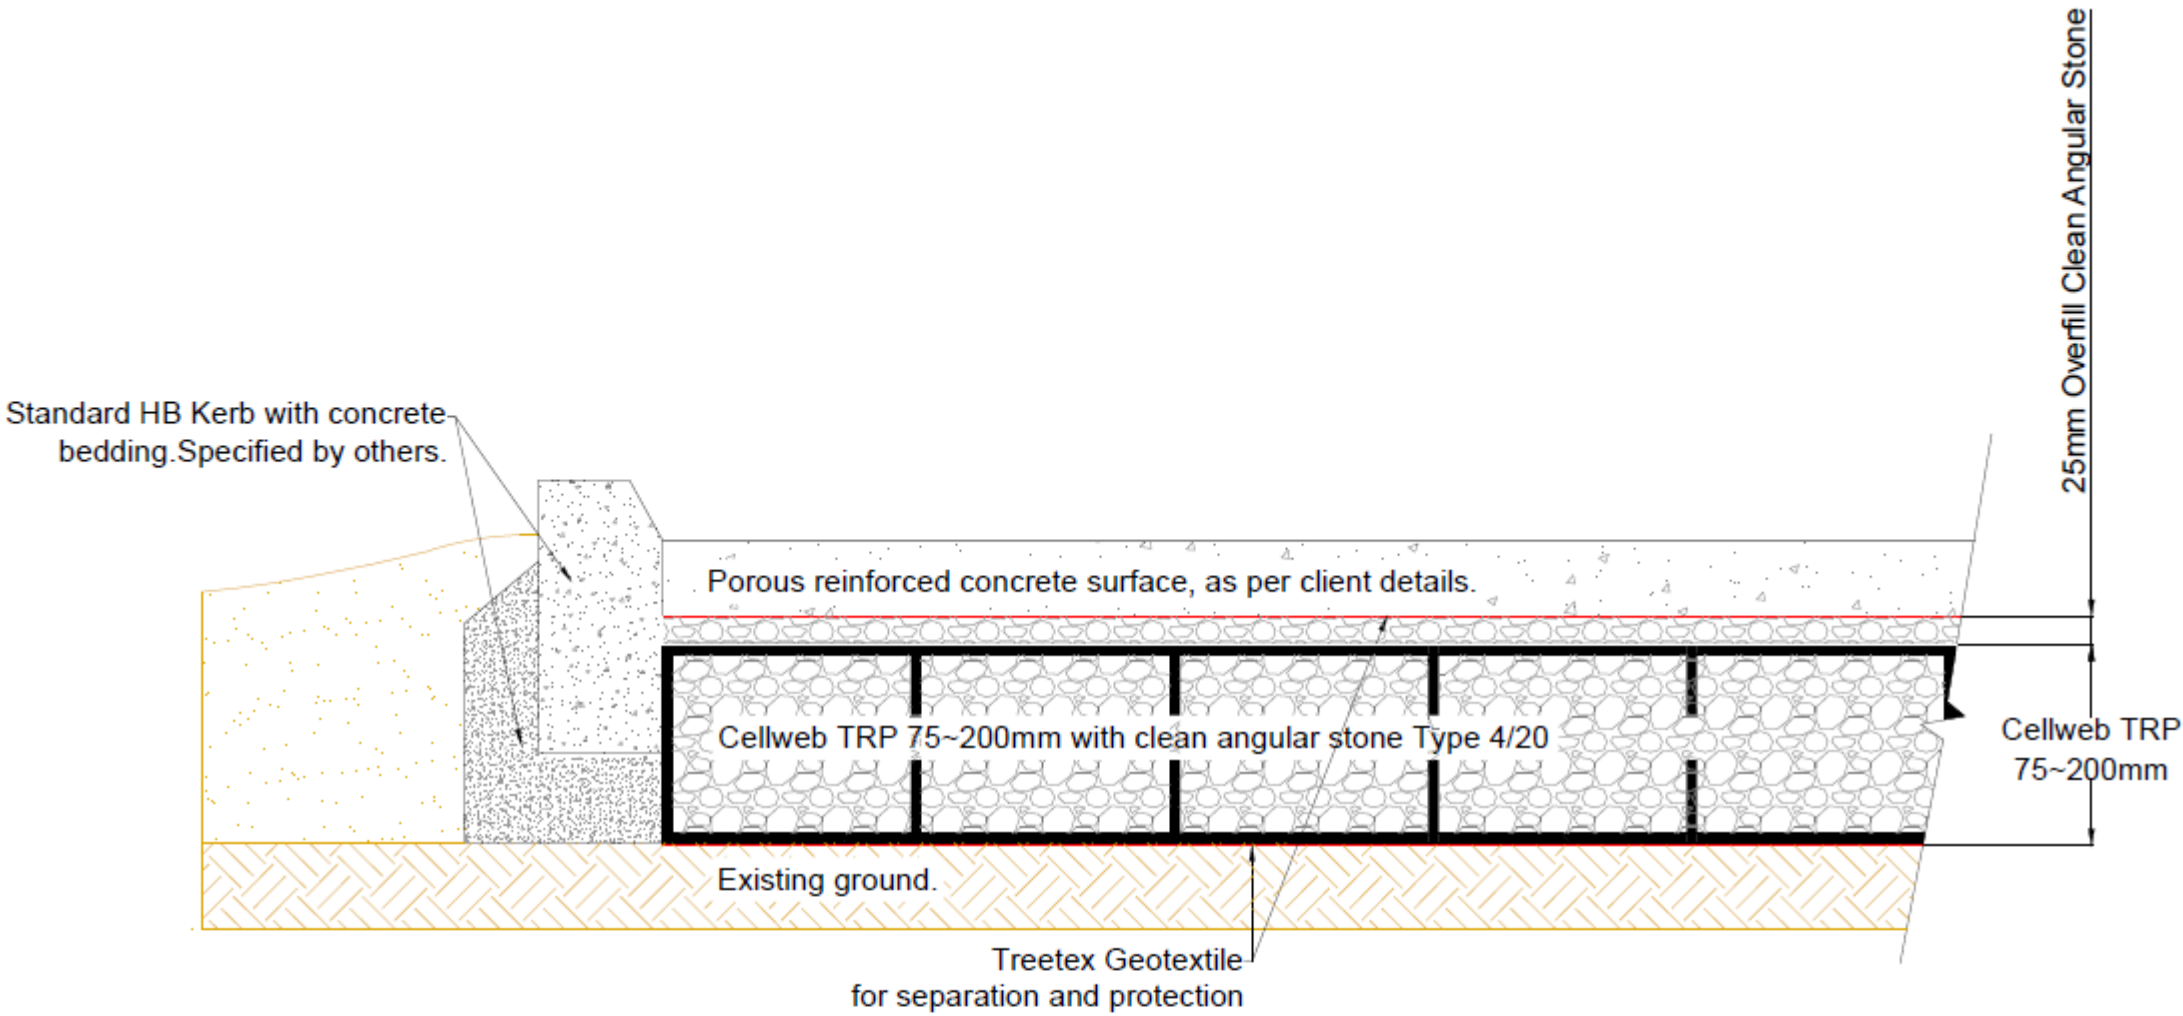 25mm Overfill Clean Angular Stone
Standard HB Kerb with concrete
bedding.Specified by others.
Porous reinforced concrete surface, as per client details.
Cellweb TRP 75~200mm with clean angular stone Type 4/20
Cellweb TRP
75~200mm
Existing ground.
Treetex Geotextile
for separation and protection